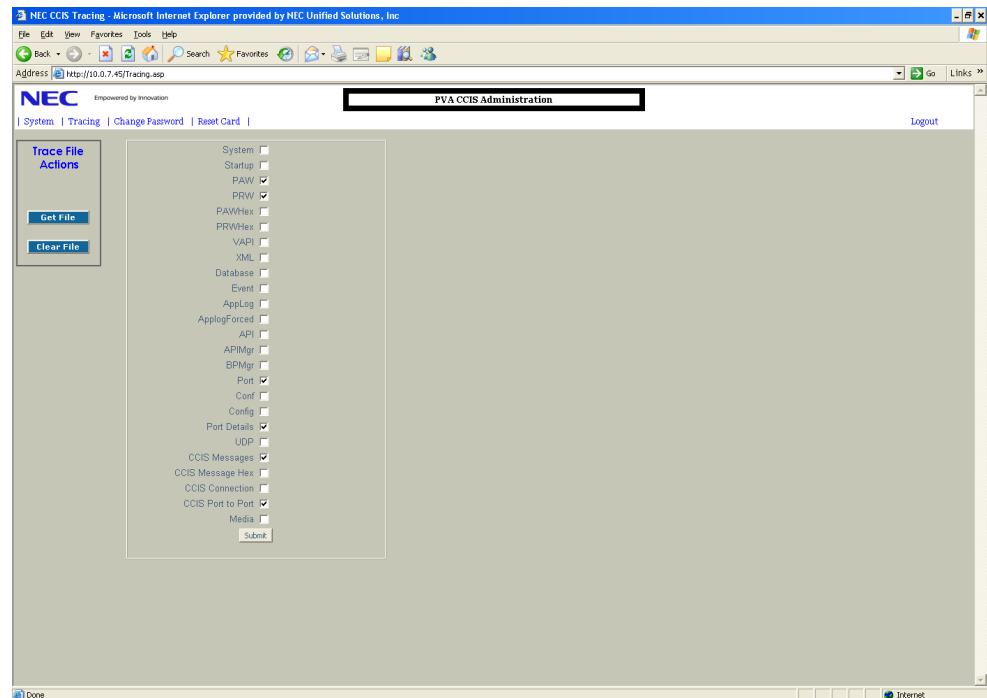 NEC CCIS Tracing - Microsoft Internet Explorer provided by NEC Unified Solutions, Inc
File Edit View Favorites Tools Help
Back Search Favorites
Address http://10.0.7.45/Tracing.asp Go Links »
NEC Empowered by Innovation PVA CCIS Administration
| System | Tracing | Change Password | Reset Card | Logout
Trace File
Actions
Get File
Clear File
System
Startup
PAW
PRW
PAWHex
PRWHex
VAPI
XML
Database
Event
AppLog
ApplogForced
API
APIMgr
BPMgr
Port
Conf
Config
Port Details
UDP
CCIS Messages
CCIS Message Hex
CCIS Connection
CCIS Port to Port
Media
Submit
Done Internet